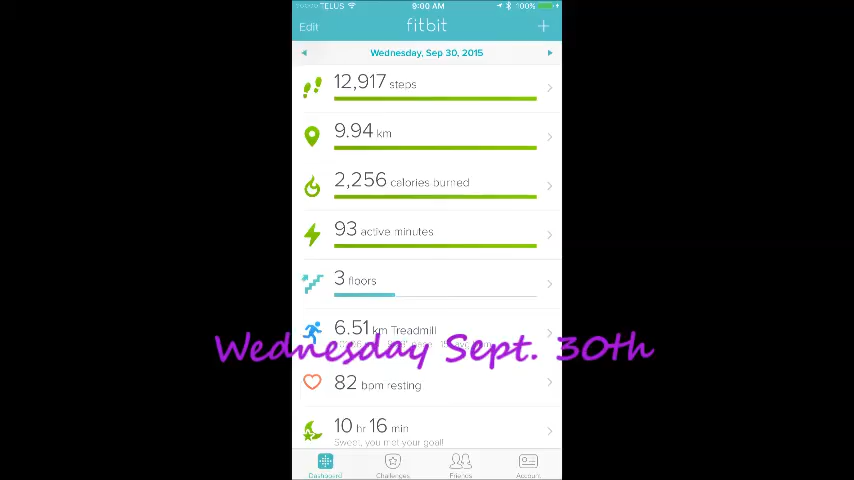 TELUS 9:00 AM 100%
Edit fitbit +
Wednesday, Sep 30, 2015
12,917 steps
9.94 km
2,256 calories burned
93 active minutes
3 floors
6.51 km Treadmill
Wednesday Sept. 30th
82 bpm resting
10 hr 16 min
Sweet, you met your goal!
Dashboard Challenges Friends Account